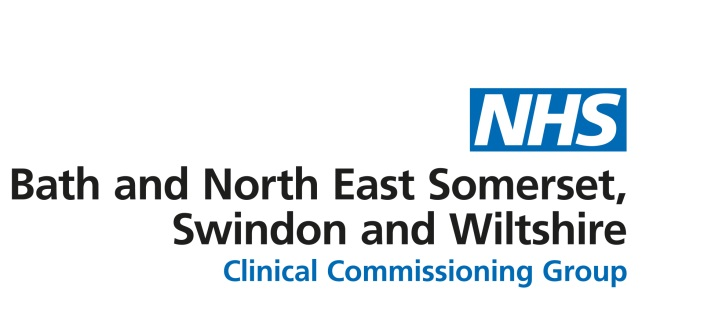 NHS
Bath and North East Somerset,
Swindon and Wiltshire
Clinical Commissioning Group